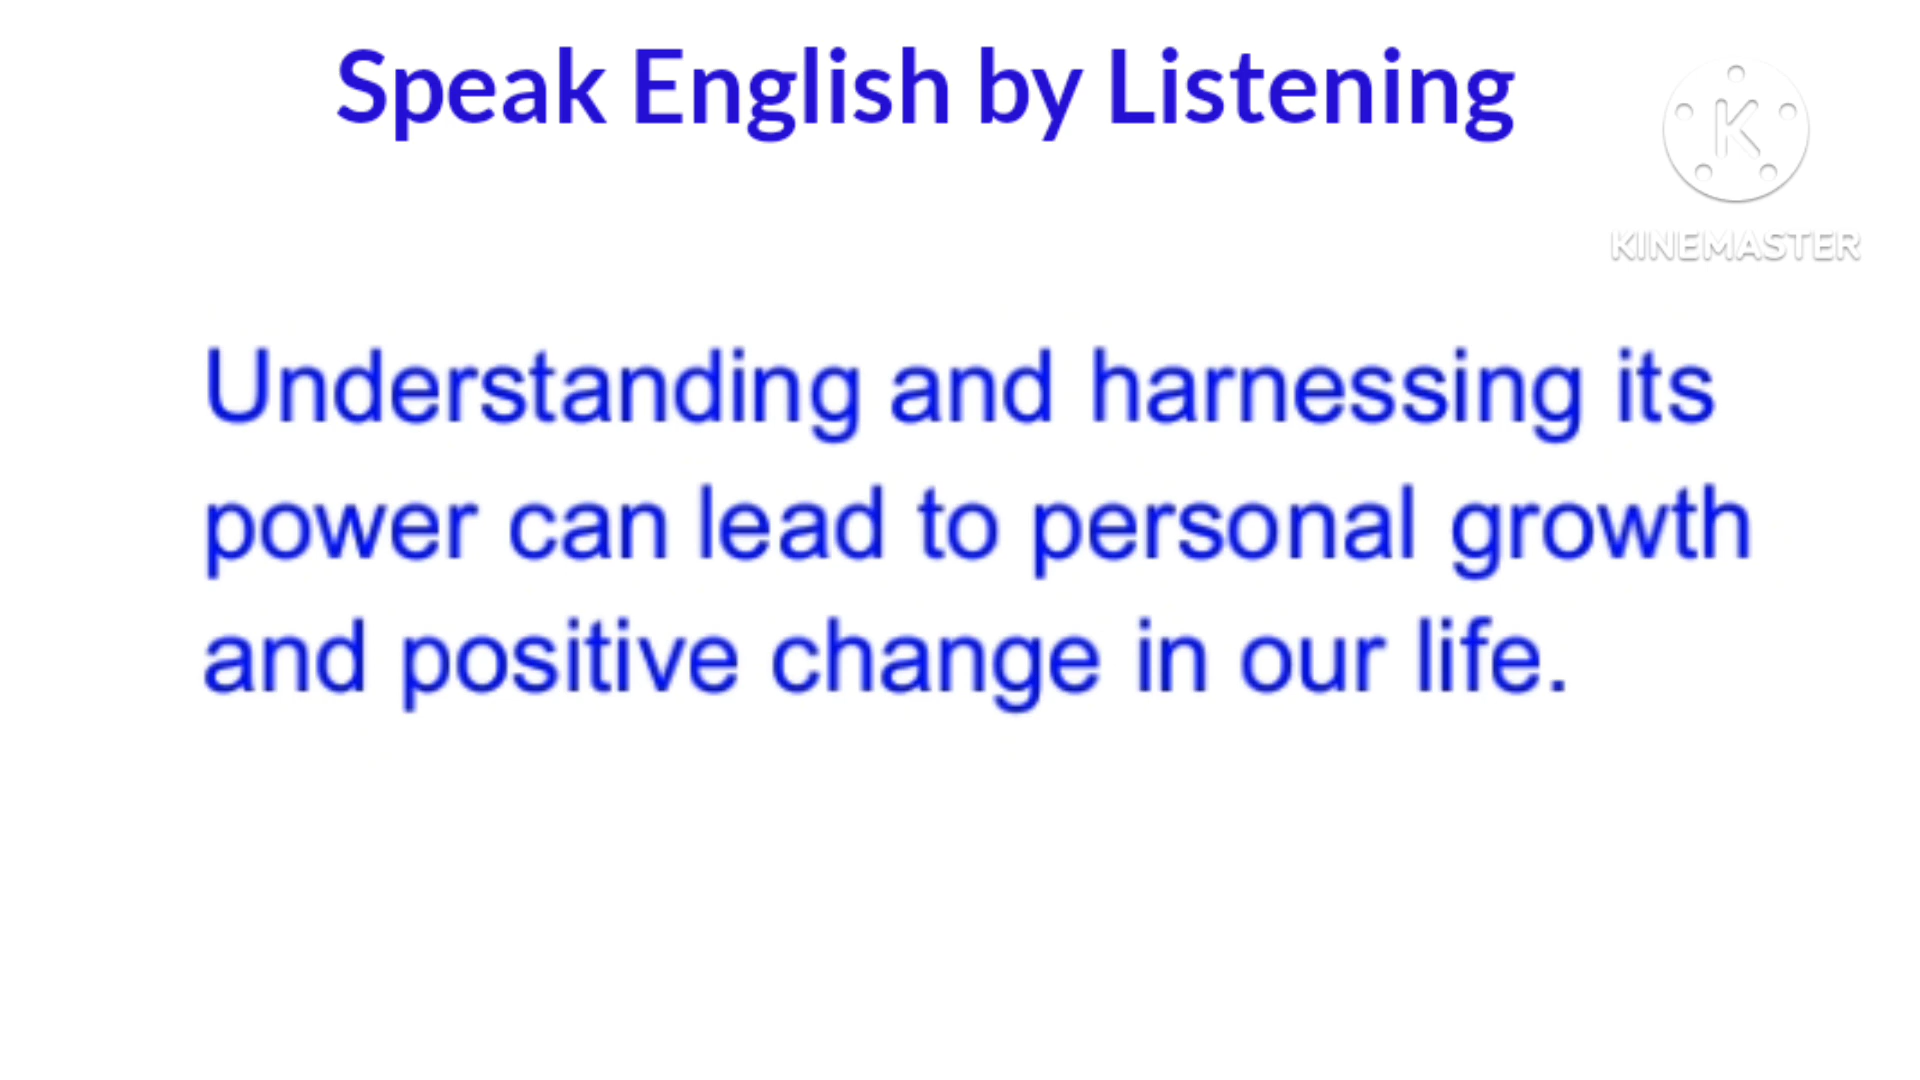 Speak English by Listening
K
KINEMASTER
Understanding and harnessing its
power can lead to personal growth
and positive change in our life.